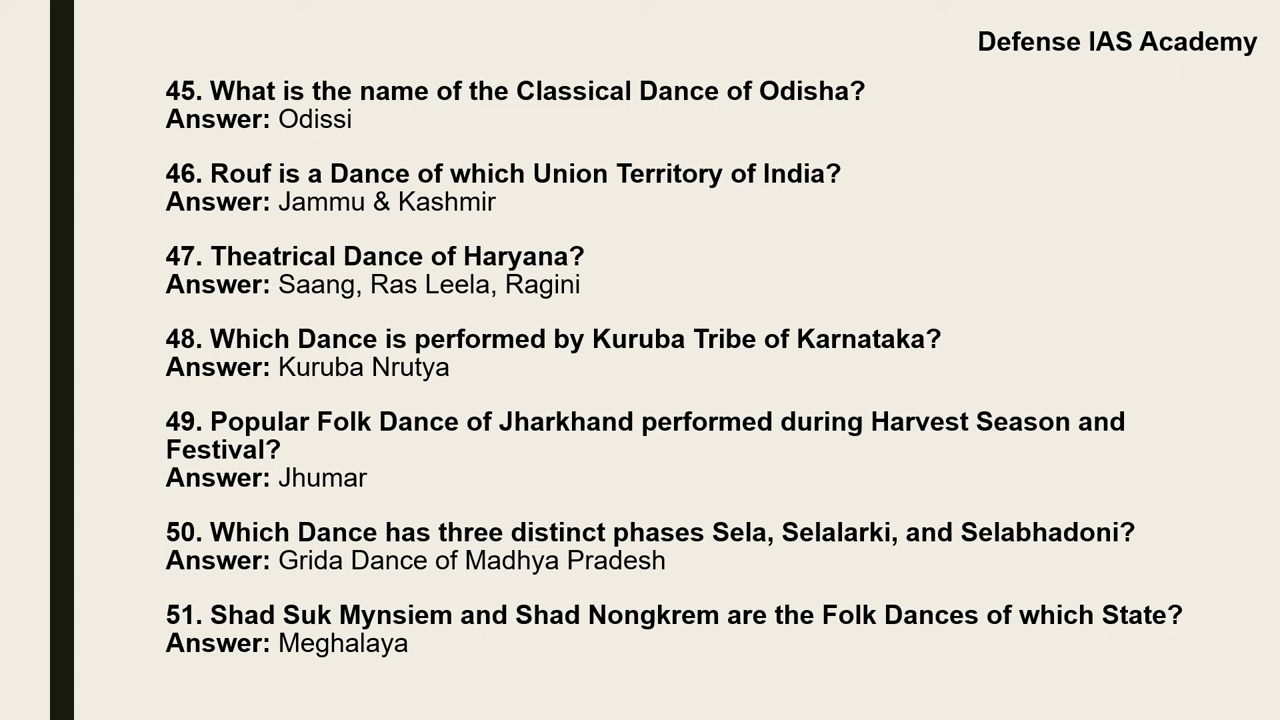 Defense IAS Academy
45. What is the name of the Classical Dance of Odisha?
Answer: Odissi
46. Rouf is a Dance of which Union Territory of India?
Answer: Jammu & Kashmir
47. Theatrical Dance of Haryana?
Answer: Saang, Ras Leela, Ragini
48. Which Dance is performed by Kuruba Tribe of Karnataka?
Answer: Kuruba Nrutya
49. Popular Folk Dance of Jharkhand performed during Harvest Season and
Festival?
Answer: Jhumar
50. Which Dance has three distinct phases Sela, Selalarki, and Selabhadoni?
Answer: Grida Dance of Madhya Pradesh
51. Shad Suk Mynsiem and Shad Nongkrem are the Folk Dances of which State?
Answer: Meghalaya